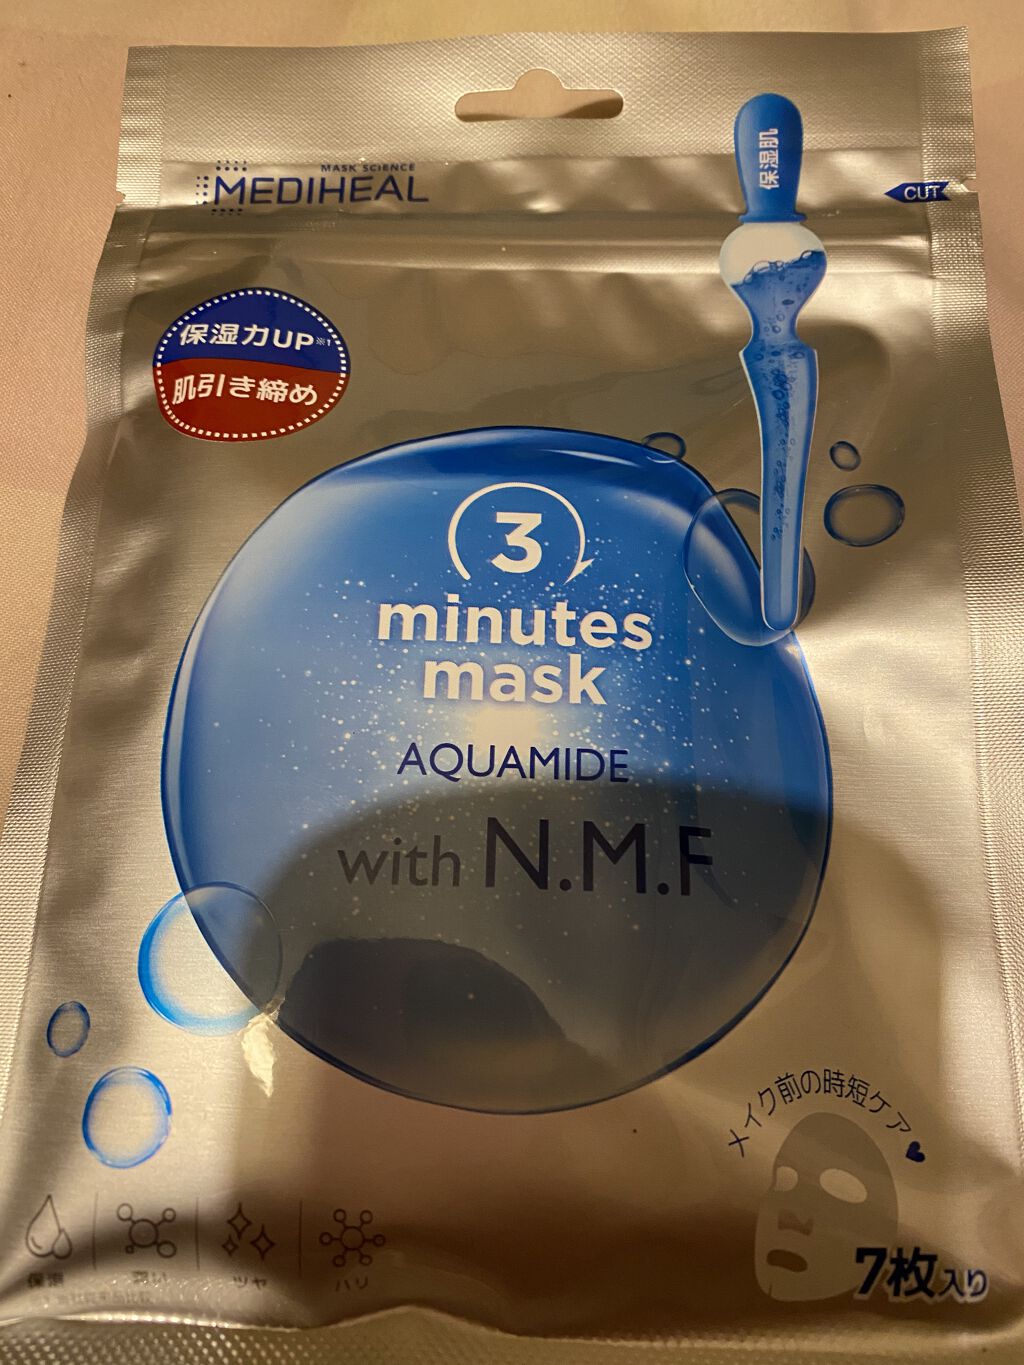 MASK SCIENCE
MEDIHEAL
保湿肌
CUT
保湿力UP※1
肌引き締め
3
minutes
mask
AQUAMIDE
with N.M.F
メイク前の時短ケア
保湿
潤い
ツヤ
ハリ
7枚入り